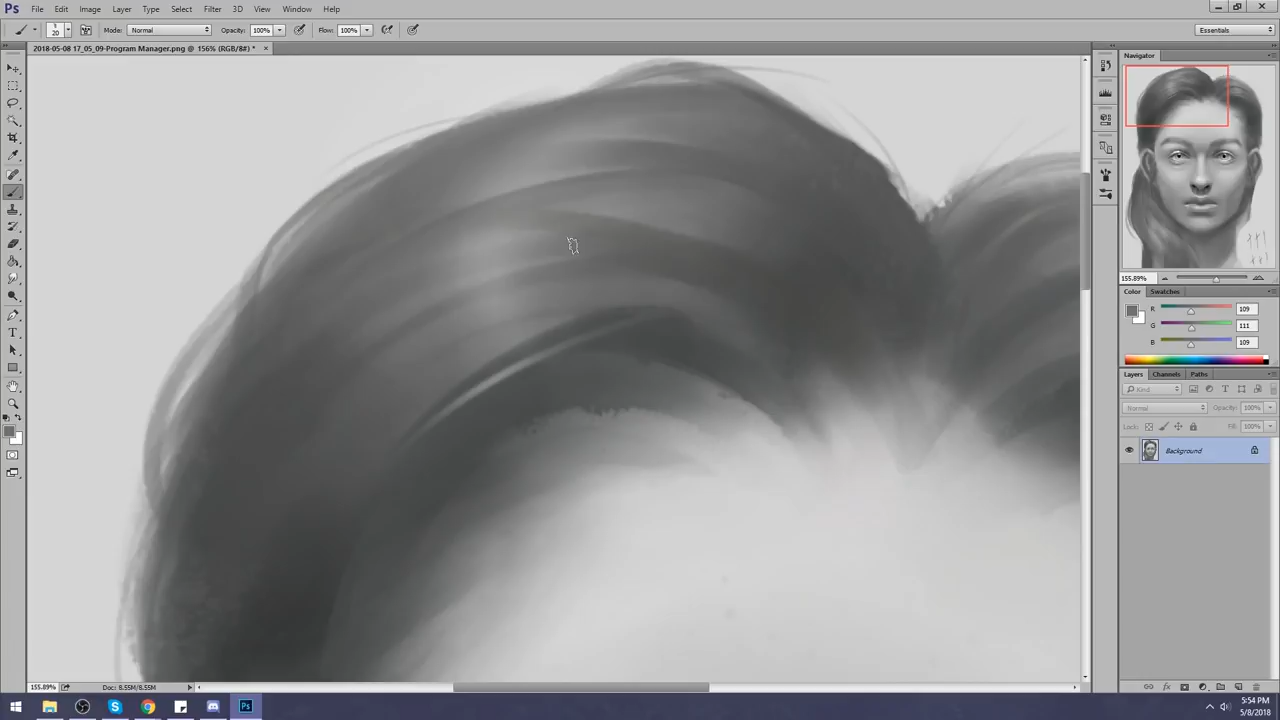 Ps File Edit Image Layer Type Select Filter 3D View Window Help
20 Mode: Normal Opacity: 100% Flow: 100% Essentials
2018-05-08 17_05_09-Program Manager.png @ 156% (RGB/8#) * ×
Navigator
155.89%
Color Swatches
R 109
G 111
B 109
Layers Channels Paths
Kind
Normal Opacity: 100%
Lock: Fill: 100%
Background
155.89% Doc: 8.55M/8.55M
5:54 PM
5/8/2018